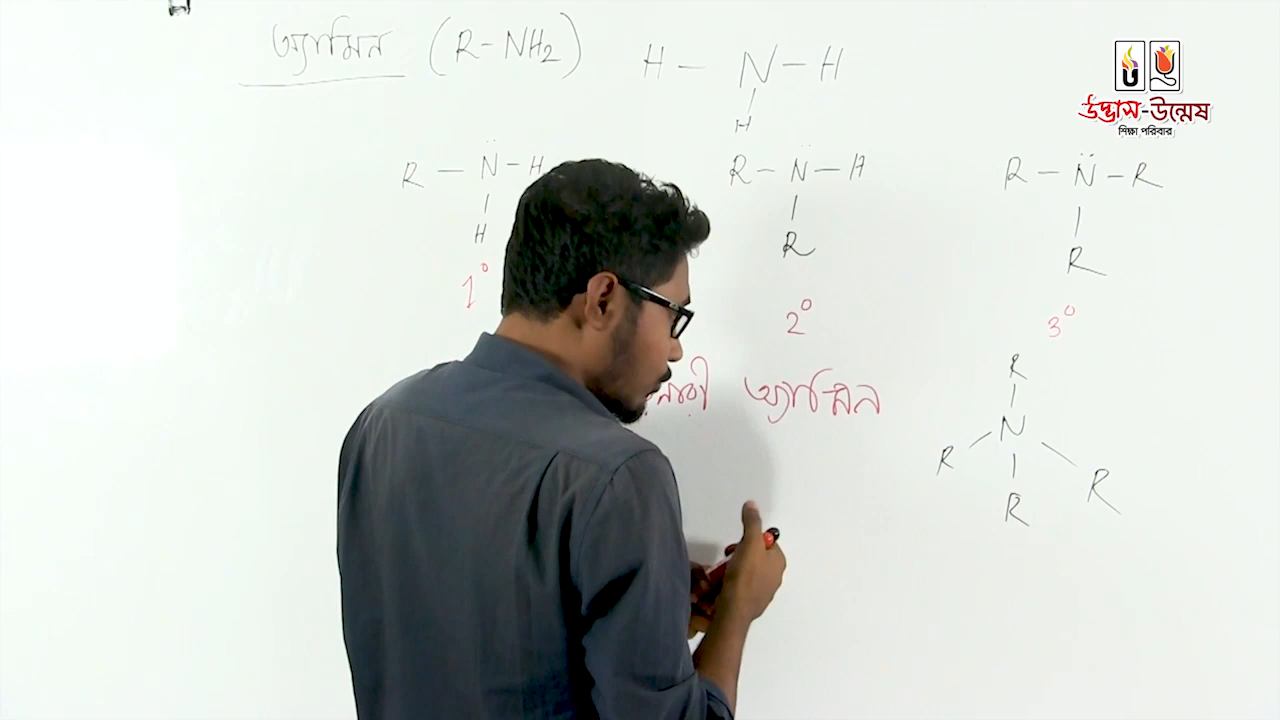 অ্যামিন (R-NH2)
H - N - H
H
R - N̈ - H
H
1°
R - N̈ - H
R
2°
R - N̈ - R
R
3°
অ্যামিন
R
N
R R
R
উদ্ভাস-উন্মেষ
শিক্ষা পরিবার